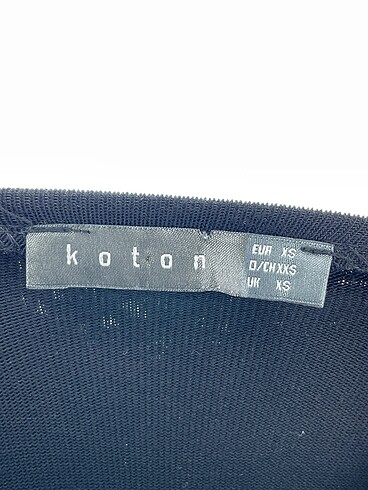 koton
EUR XS
D/CH XXS
UK XS